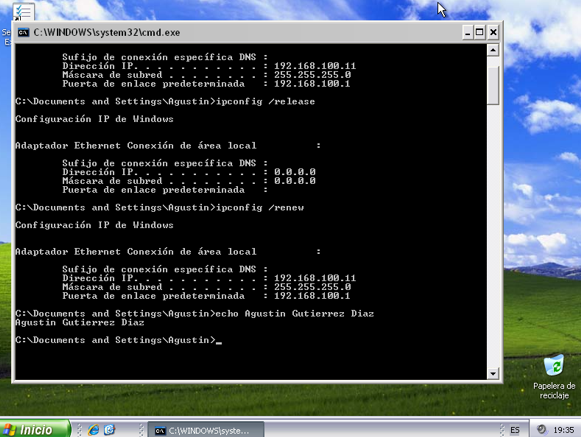 C:\WINDOWS\system32\cmd.exe
Sufijo de conexión específica DNS :
Dirección IP. . . . . . . . . . . : 192.168.100.11
Máscara de subred . . . . . . . . : 255.255.255.0
Puerta de enlace predeterminada   : 192.168.100.1
C:\Documents and Settings\Agustin>ipconfig /release
Configuración IP de Windows
Adaptador Ethernet Conexión de área local          :
Sufijo de conexión específica DNS :
Dirección IP. . . . . . . . . . . : 0.0.0.0
Máscara de subred . . . . . . . . : 0.0.0.0
Puerta de enlace predeterminada   :
C:\Documents and Settings\Agustin>ipconfig /renew
Configuración IP de Windows
Adaptador Ethernet Conexión de área local          :
Sufijo de conexión específica DNS :
Dirección IP. . . . . . . . . . . : 192.168.100.11
Máscara de subred . . . . . . . . : 255.255.255.0
Puerta de enlace predeterminada   : 192.168.100.1
C:\Documents and Settings\Agustin>echo Agustin Gutierrez Diaz
Agustin Gutierrez Diaz
C:\Documents and Settings\Agustin>_
Papelera de
reciclaje
Inicio
C:\WINDOWS\syste...
ES
19:35